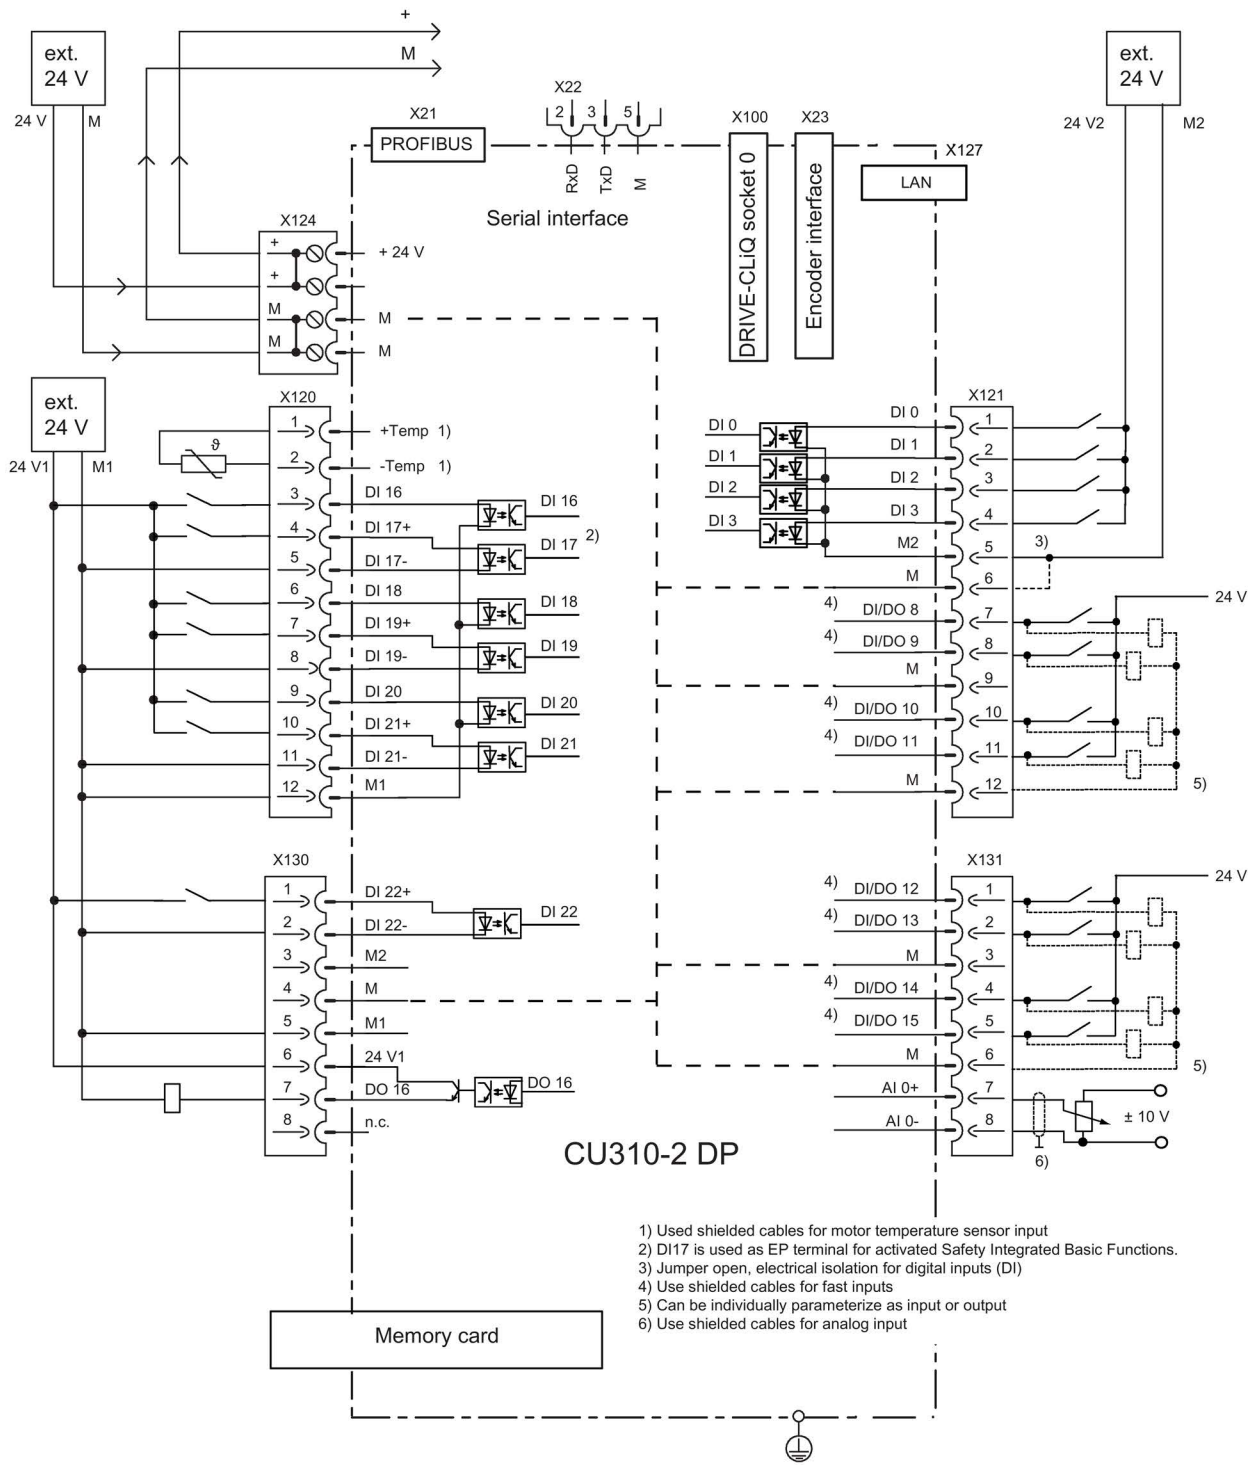 +
M
ext.
24 V
24 V
M
X21
PROFIBUS
X22
2 3 5
RxD
TxD
M
Serial interface
X100
DRIVE-CLiQ socket 0
X23
Encoder interface
X127
LAN
ext.
24 V
24 V2
M2
X124
+
+ 24 V
+
M
M
M
M
ext.
24 V
24 V1
M1
X120
ϑ
1
+Temp 1)
2
-Temp 1)
3
DI 16
DI 16
4
DI 17+
DI 17
2)
5
DI 17-
6
DI 18
DI 18
7
DI 19+
DI 19
8
DI 19-
9
DI 20
DI 20
10
DI 21+
DI 21
11
DI 21-
12
M1
X121
DI 0
DI 0
1
DI 1
DI 1
2
DI 2
DI 2
3
DI 3
DI 3
4
M2
5
3)
M
6
24 V
4)
DI/DO 8
7
4)
DI/DO 9
8
M
9
4)
DI/DO 10
10
4)
DI/DO 11
11
M
12
5)
X130
1
DI 22+
DI 22
2
DI 22-
3
M2
4
M
5
M1
6
24 V1
7
DO 16
DO 16
8
n.c.
X131
24 V
4)
DI/DO 12
1
4)
DI/DO 13
2
M
3
4)
DI/DO 14
4
4)
DI/DO 15
5
M
6
5)
AI 0+
7
± 10 V
AI 0-
8
6)
CU310-2 DP
1) Used shielded cables for motor temperature sensor input
2) DI17 is used as EP terminal for activated Safety Integrated Basic Functions.
3) Jumper open, electrical isolation for digital inputs (DI)
4) Use shielded cables for fast inputs
5) Can be individually parameterize as input or output
6) Use shielded cables for analog input
Memory card